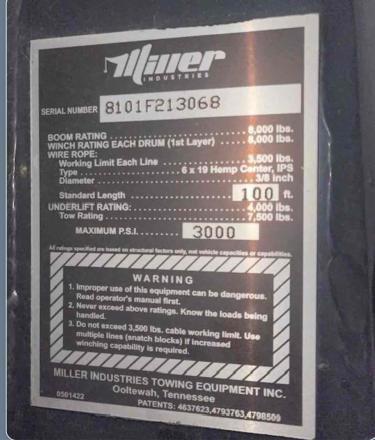 Miller
INDUSTRIES
SERIAL NUMBER 8101F213068
BOOM RATING ........ 8,000 lbs.
WINCH RATING EACH DRUM (1st Layer) ..... 8,000 lbs.
WIRE ROPE:
Working Limit Each Line ........ 3,500 lbs.
Type ........ 6 x 19 Hemp Center, IPS
Diameter ........ 3/8 inch
Standard Length ........ 100 ft.
UNDERLIFT RATING: ........ 4,000 lbs.
Tow Rating ........ 7,500 lbs.
MAXIMUM P.S.I. ..... 3000
All ratings specified are based on structural factors only, not vehicle capacities or capabilities.
WARNING
1. Improper use of this equipment can be dangerous.
Read operator's manual first.
2. Never exceed above ratings. Know the loads being
handled.
3. Do not exceed 3,500 lbs. cable working limit. Use
multiple lines (snatch blocks) if increased
winching capability is required.
MILLER INDUSTRIES TOWING EQUIPMENT INC.
Ooltewah, Tennessee
0501422
PATENTS: 4637623,4793763,4798509